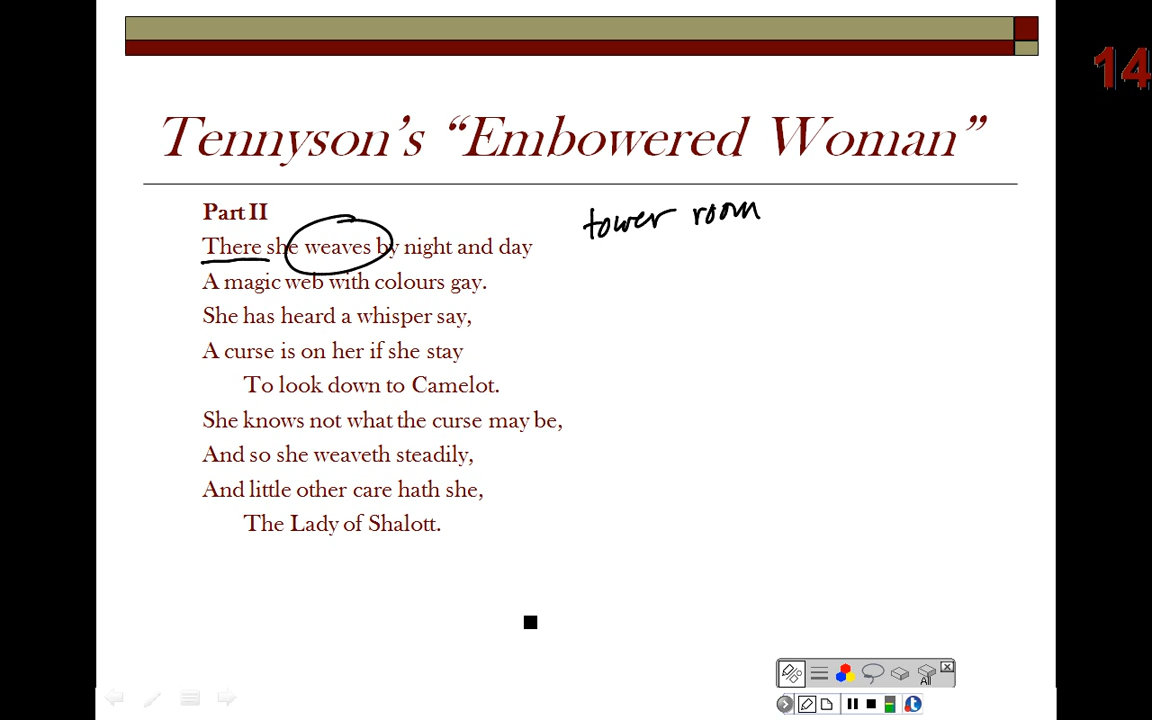 14
Tennyson's “Embowered Woman”
Part II
tower room
There she weaves by night and day
A magic web with colours gay.
She has heard a whisper say,
A curse is on her if she stay
To look down to Camelot.
She knows not what the curse may be,
And so she weaveth steadily,
And little other care hath she,
The Lady of Shalott.
All